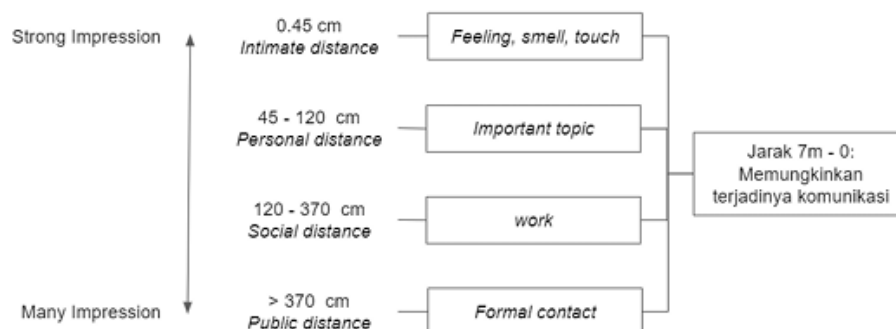 Strong Impression
0.45 cm
Intimate distance
Feeling, smell, touch
45 - 120 cm
Personal distance
Important topic
Jarak 7m - 0:
Memungkinkan
terjadinya komunikasi
120 - 370 cm
Social distance
work
Many Impression
> 370 cm
Public distance
Formal contact